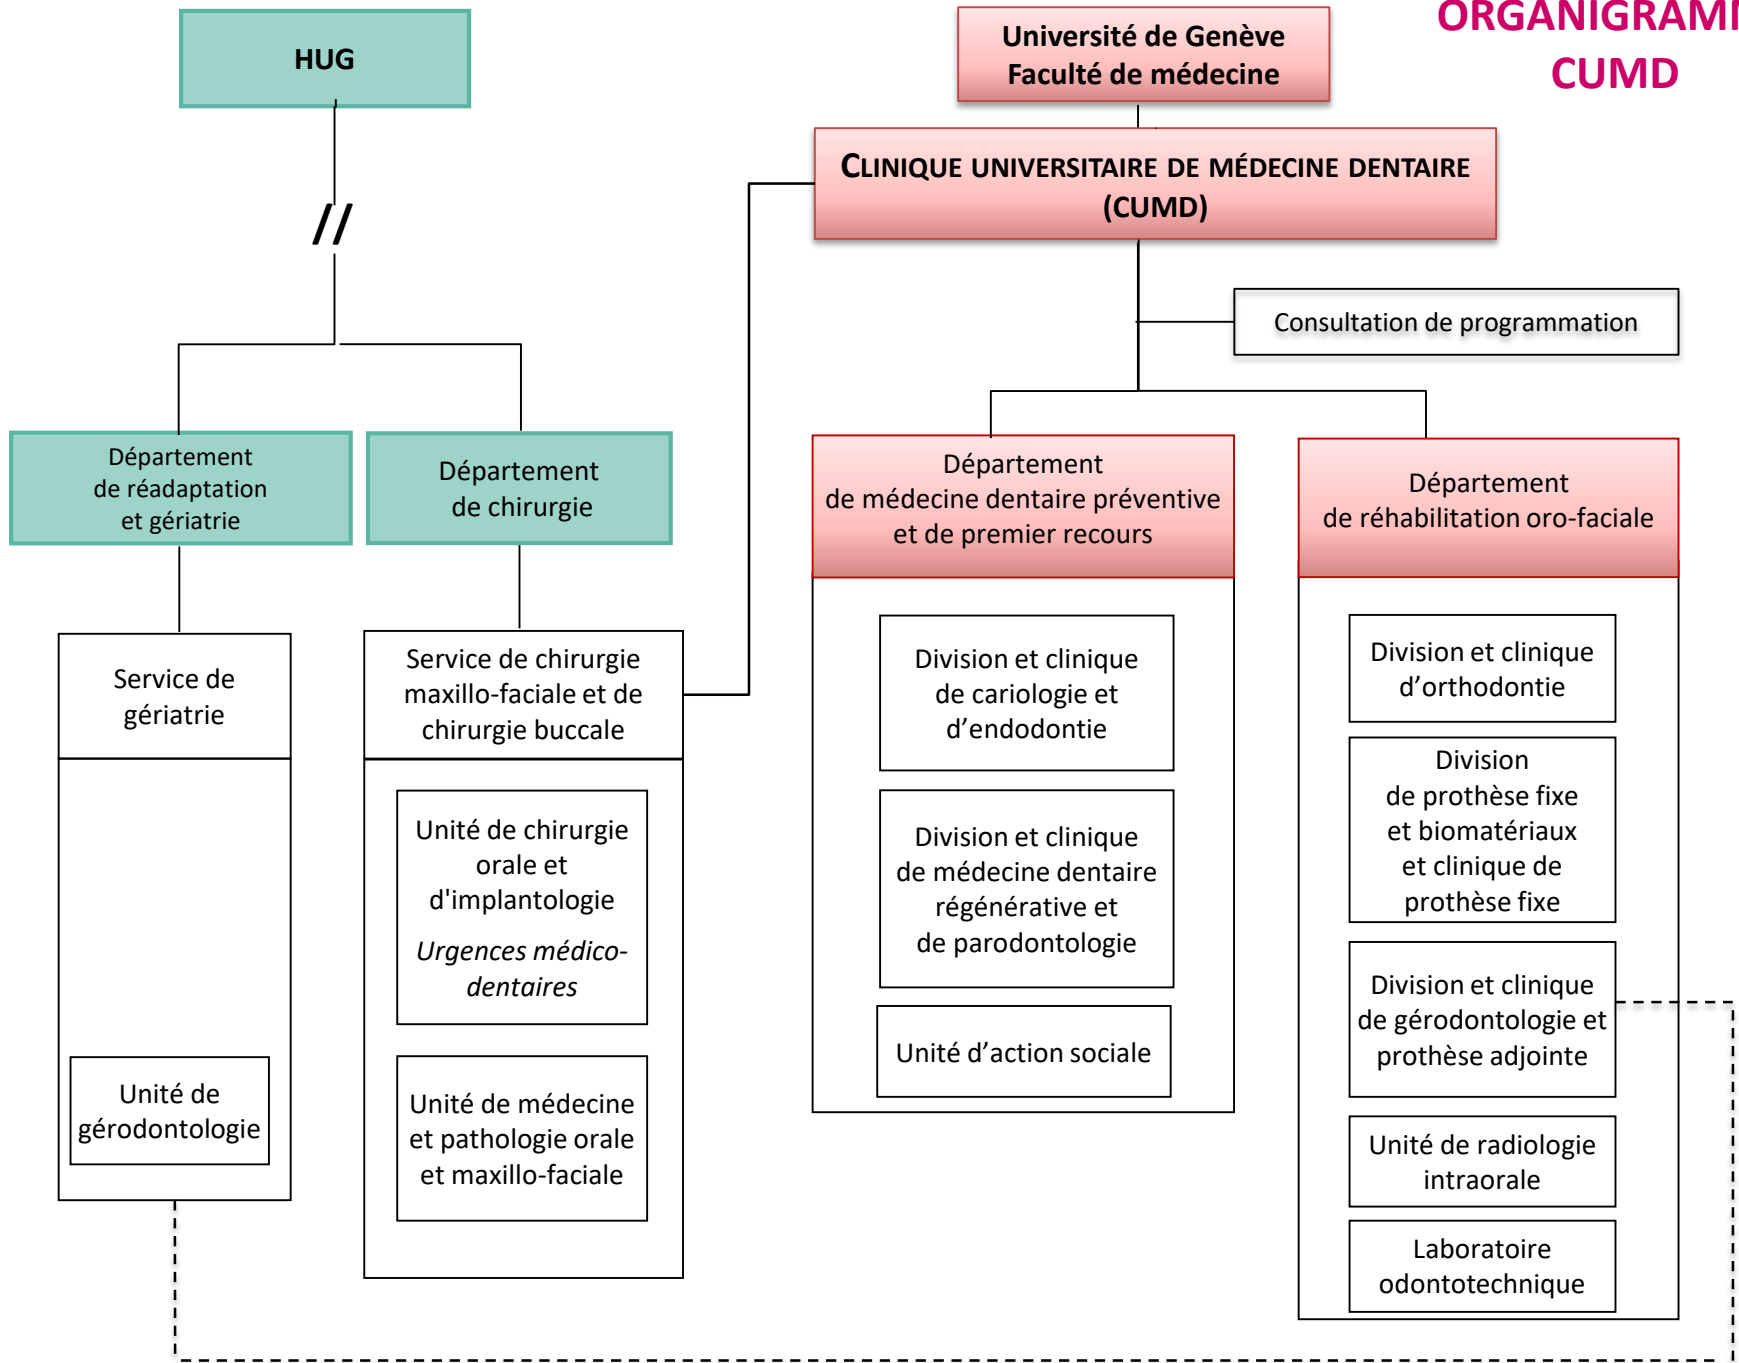 HUG
Université de Genève
Faculté de médecine
ORGANIGRAMM
CUMD
CLINIQUE UNIVERSITAIRE DE MÉDECINE DENTAIRE
(CUMD)
//
Consultation de programmation
Département
de réadaptation
et gériatrie
Département
de chirurgie
Département
de médecine dentaire préventive
et de premier recours
Département
de réhabilitation oro-faciale
Service de
gériatrie
Unité de
gérodontologie
Service de chirurgie
maxillo-faciale et de
chirurgie buccale
Unité de chirurgie
orale et
d'implantologie
Urgences médico-
dentaires
Unité de médecine
et pathologie orale
et maxillo-faciale
Division et clinique
de cariologie et
d’endodontie
Division et clinique
de médecine dentaire
régénérative et
de parodontologie
Unité d’action sociale
Division et clinique
d’orthodontie
Division
de prothèse fixe
et biomatériaux
et clinique de
prothèse fixe
Division et clinique
de gérodontologie et
prothèse adjointe
Unité de radiologie
intraorale
Laboratoire
odontotechnique